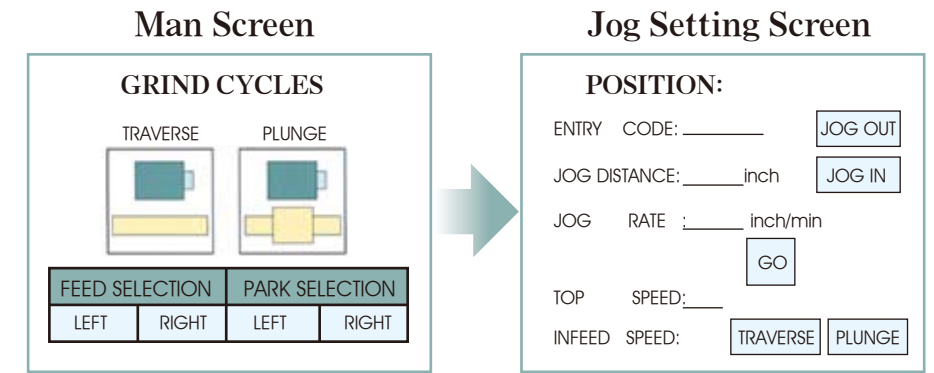 Man Screen
GRIND CYCLES
TRAVERSE PLUNGE
FEED SELECTION PARK SELECTION
LEFT RIGHT LEFT RIGHT
Jog Setting Screen
POSITION:
ENTRY CODE: JOG OUT
JOG DISTANCE: inch JOG IN
JOG RATE : inch/min
GO
TOP SPEED:
INFEED SPEED: TRAVERSE PLUNGE